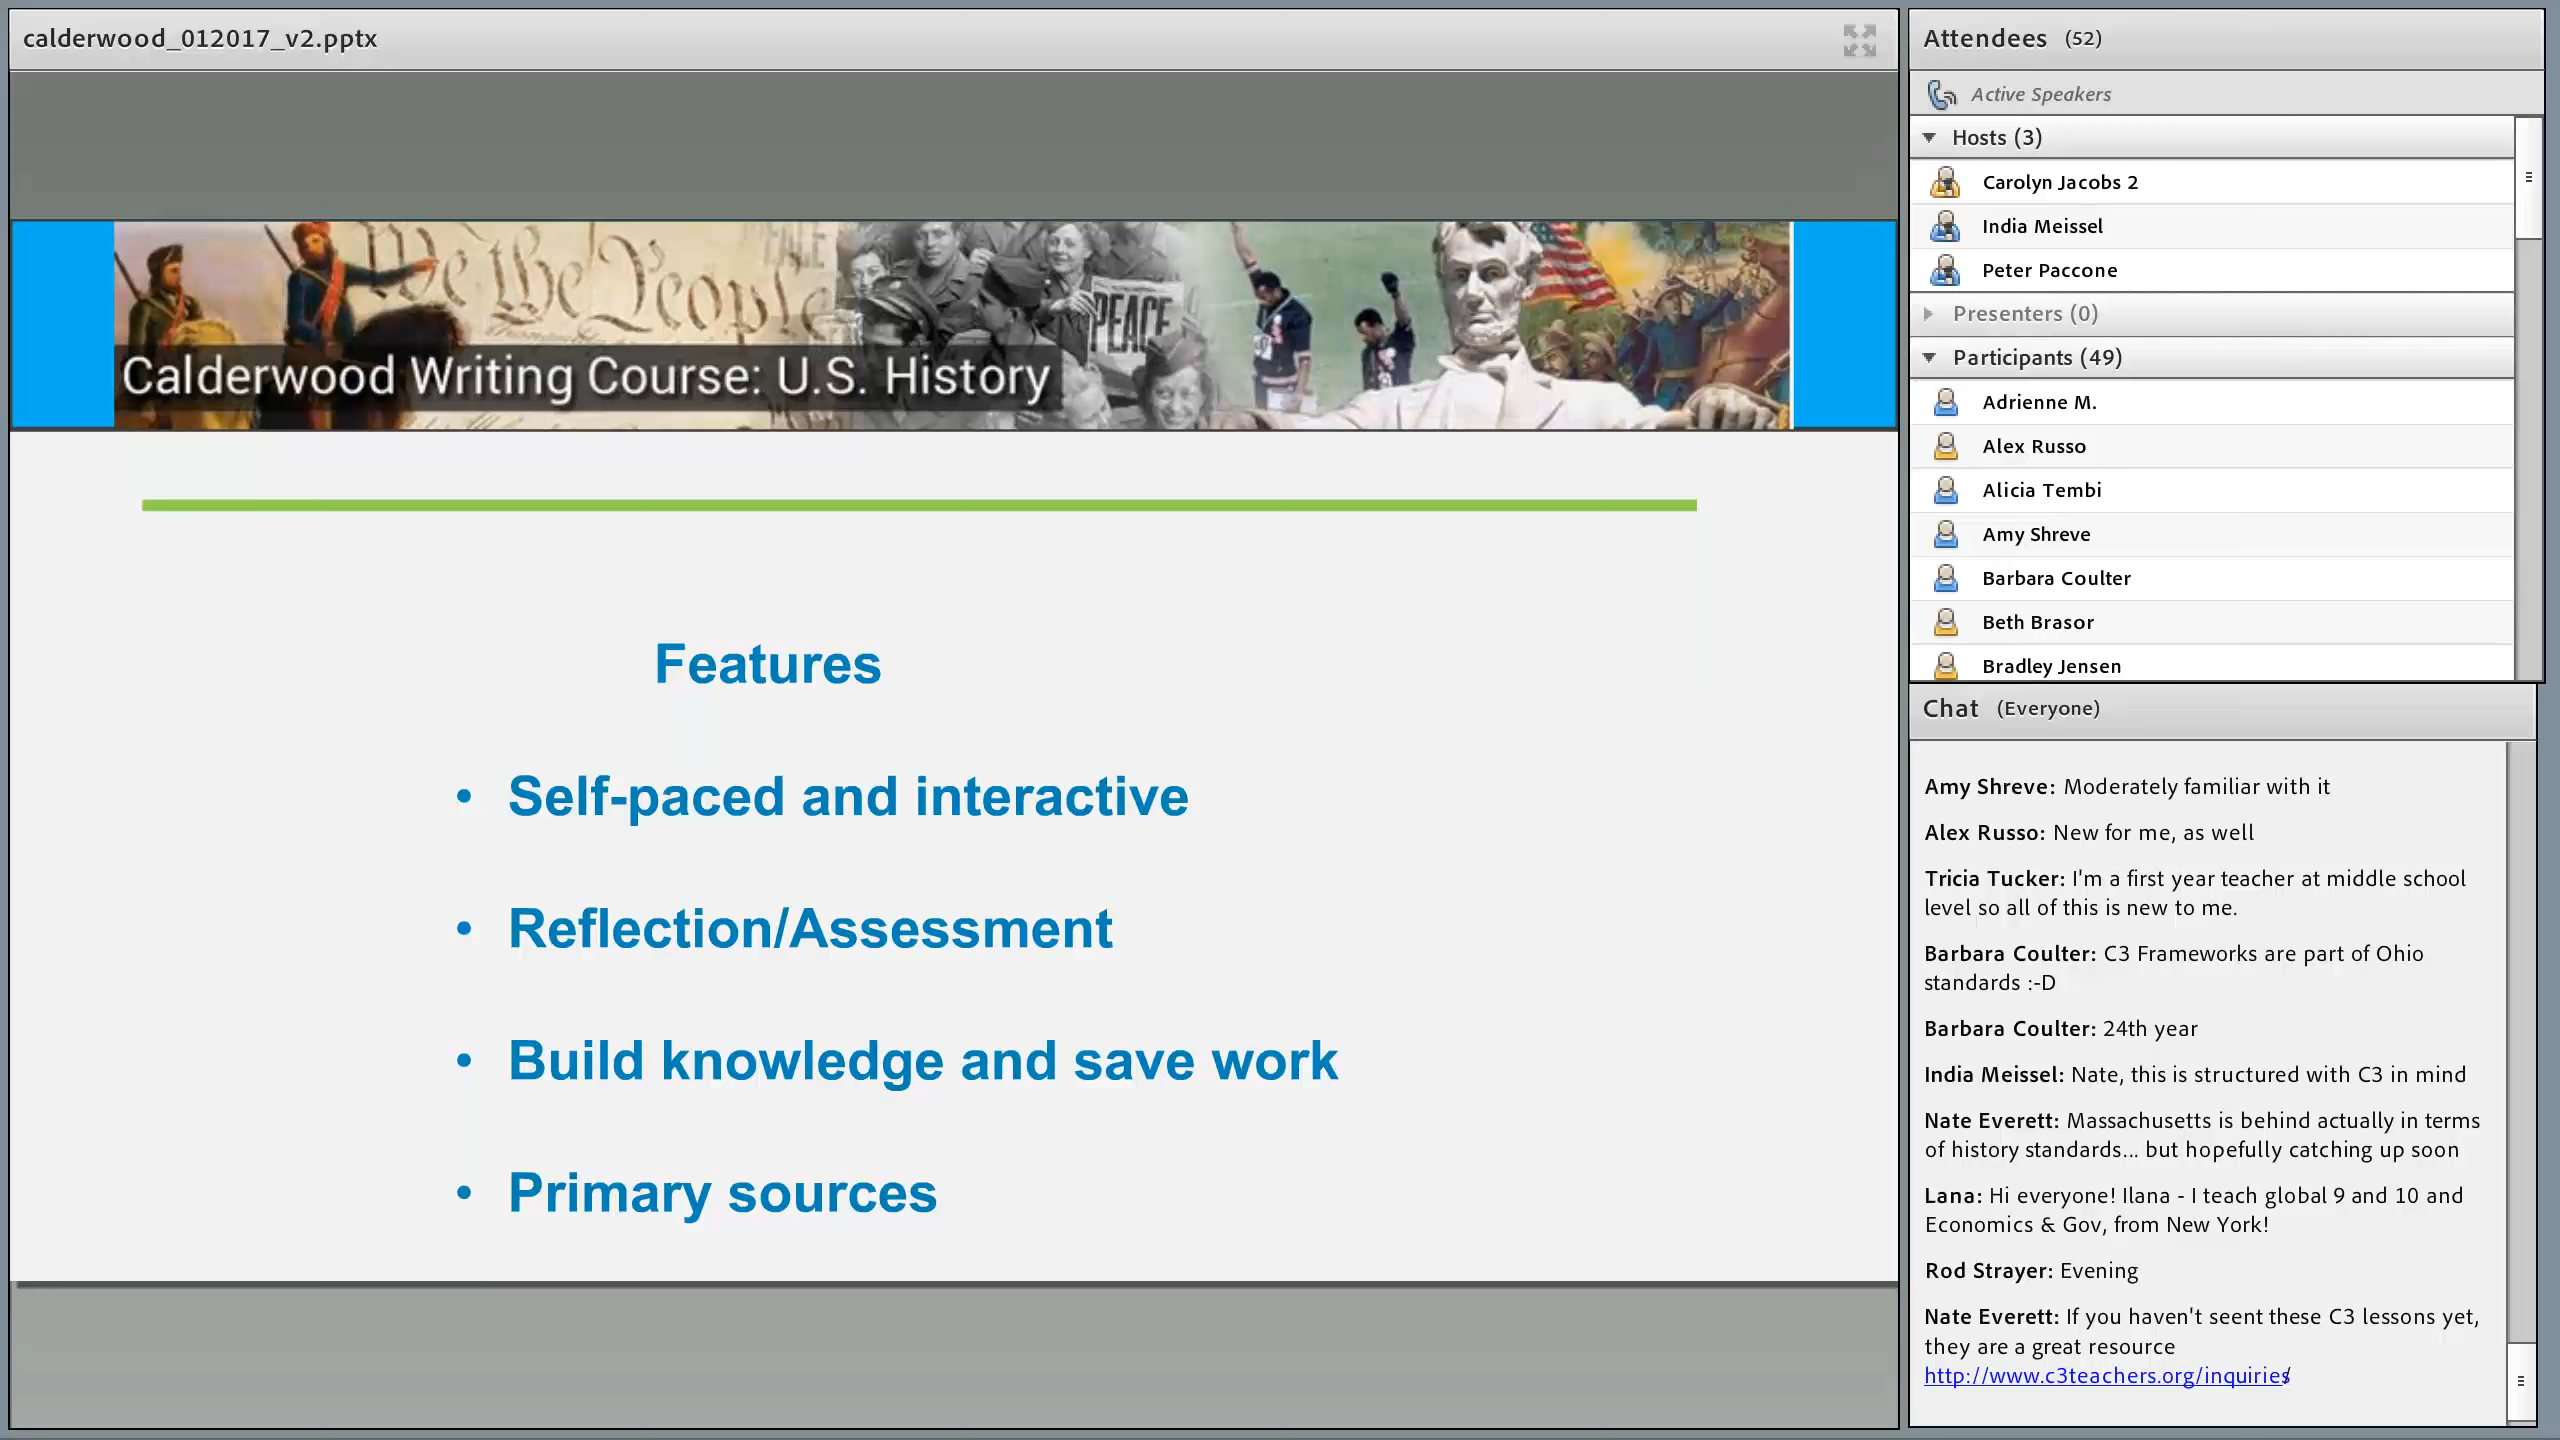 calderwood_012017_v2.pptx
We the People
PEACE
Calderwood Writing Course: U.S. History
Features
• Self-paced and interactive
• Reflection/Assessment
• Build knowledge and save work
• Primary sources
Attendees (52)
Active Speakers
Hosts (3)
Carolyn Jacobs 2
India Meissel
Peter Paccone
Presenters (0)
Participants (49)
Adrienne M.
Alex Russo
Alicia Tembi
Amy Shreve
Barbara Coulter
Beth Brasor
Bradley Jensen
Chat (Everyone)
Amy Shreve: Moderately familiar with it
Alex Russo: New for me, as well
Tricia Tucker: I'm a first year teacher at middle school
level so all of this is new to me.
Barbara Coulter: C3 Frameworks are part of Ohio
standards :-D
Barbara Coulter: 24th year
India Meissel: Nate, this is structured with C3 in mind
Nate Everett: Massachusetts is behind actually in terms
of history standards... but hopefully catching up soon
Lana: Hi everyone! Ilana - I teach global 9 and 10 and
Economics & Gov, from New York!
Rod Strayer: Evening
Nate Everett: If you haven't seent these C3 lessons yet,
they are a great resource
http://www.c3teachers.org/inquiries/